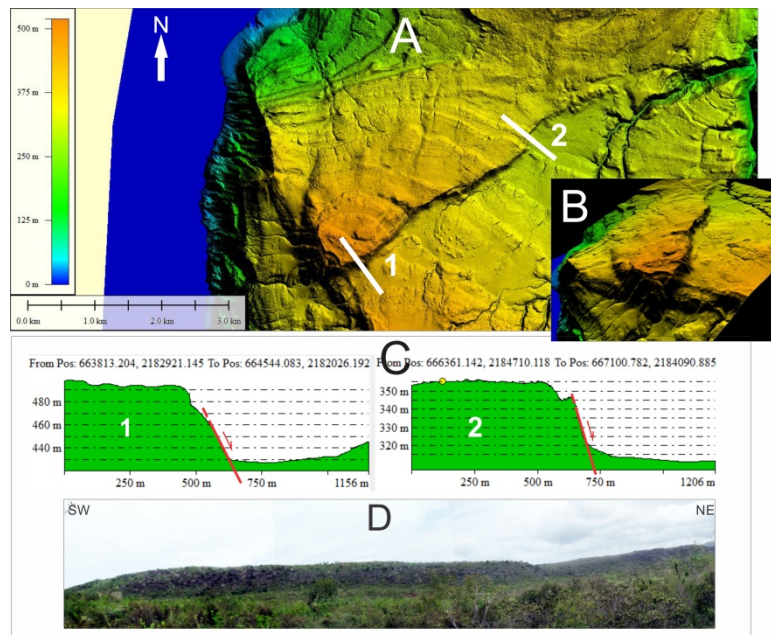 500 m
375 m
250 m
125 m
0 m
N
A
2
1
B
0.0 km 1.0 km 2.0 km 3.0 km
C
From Pos: 663813.204, 2182921.145 To Pos: 664544.083, 2182026.192
From Pos: 666361.142, 2184710.118 To Pos: 667100.782, 2184090.885
480 m
460 m
440 m
1
250 m 500 m 750 m 1156 m
350 m
340 m
330 m
320 m
2
250 m 500 m 750 m 1206 m
SW D NE